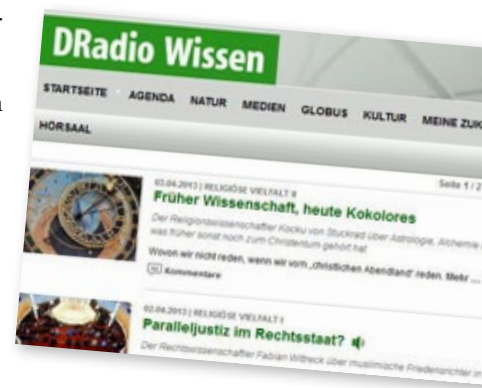 DRadio Wissen
STARTSEITE AGENDA NATUR MEDIEN GLOBUS KULTUR MEINE ZUK
HÖRSAAL
Seite 1 / 2
03.04.2013 | RELIGIÖSE VIELFALT II
Früher Wissenschaft, heute Kokolores
Der Religionswissenschaftler Kocku von Stuckrad über Astrologie, Alchemie
was früher sonst noch zum Christentum gehört hat
Wovon wir nicht reden, wenn wir vom „christlichen Abendland" reden. Mehr ...
Kommentare
02.04.2013 | RELIGIÖSE VIELFALT I
Paralleljustiz im Rechtsstaat?
Der Rechtswissenschaftler Fabian Wittreck über muslimische Friedensrichter in